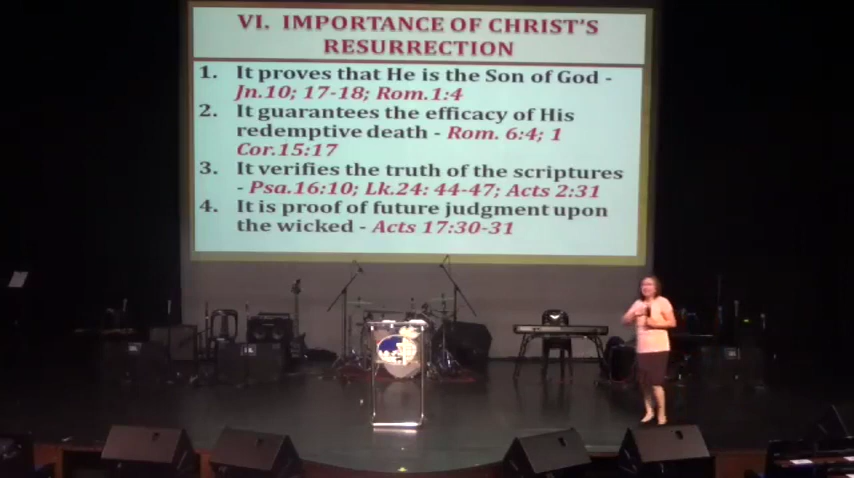 VI. IMPORTANCE OF CHRIST'S
RESURRECTION
1. It proves that He is the Son of God -
Jn.10; 17-18; Rom.1:4
2. It guarantees the efficacy of His
redemptive death - Rom. 6:4; 1
Cor.15:17
3. It verifies the truth of the scriptures
- Psa.16:10; Lk.24: 44-47; Acts 2:31
4. It is proof of future judgment upon
the wicked - Acts 17:30-31